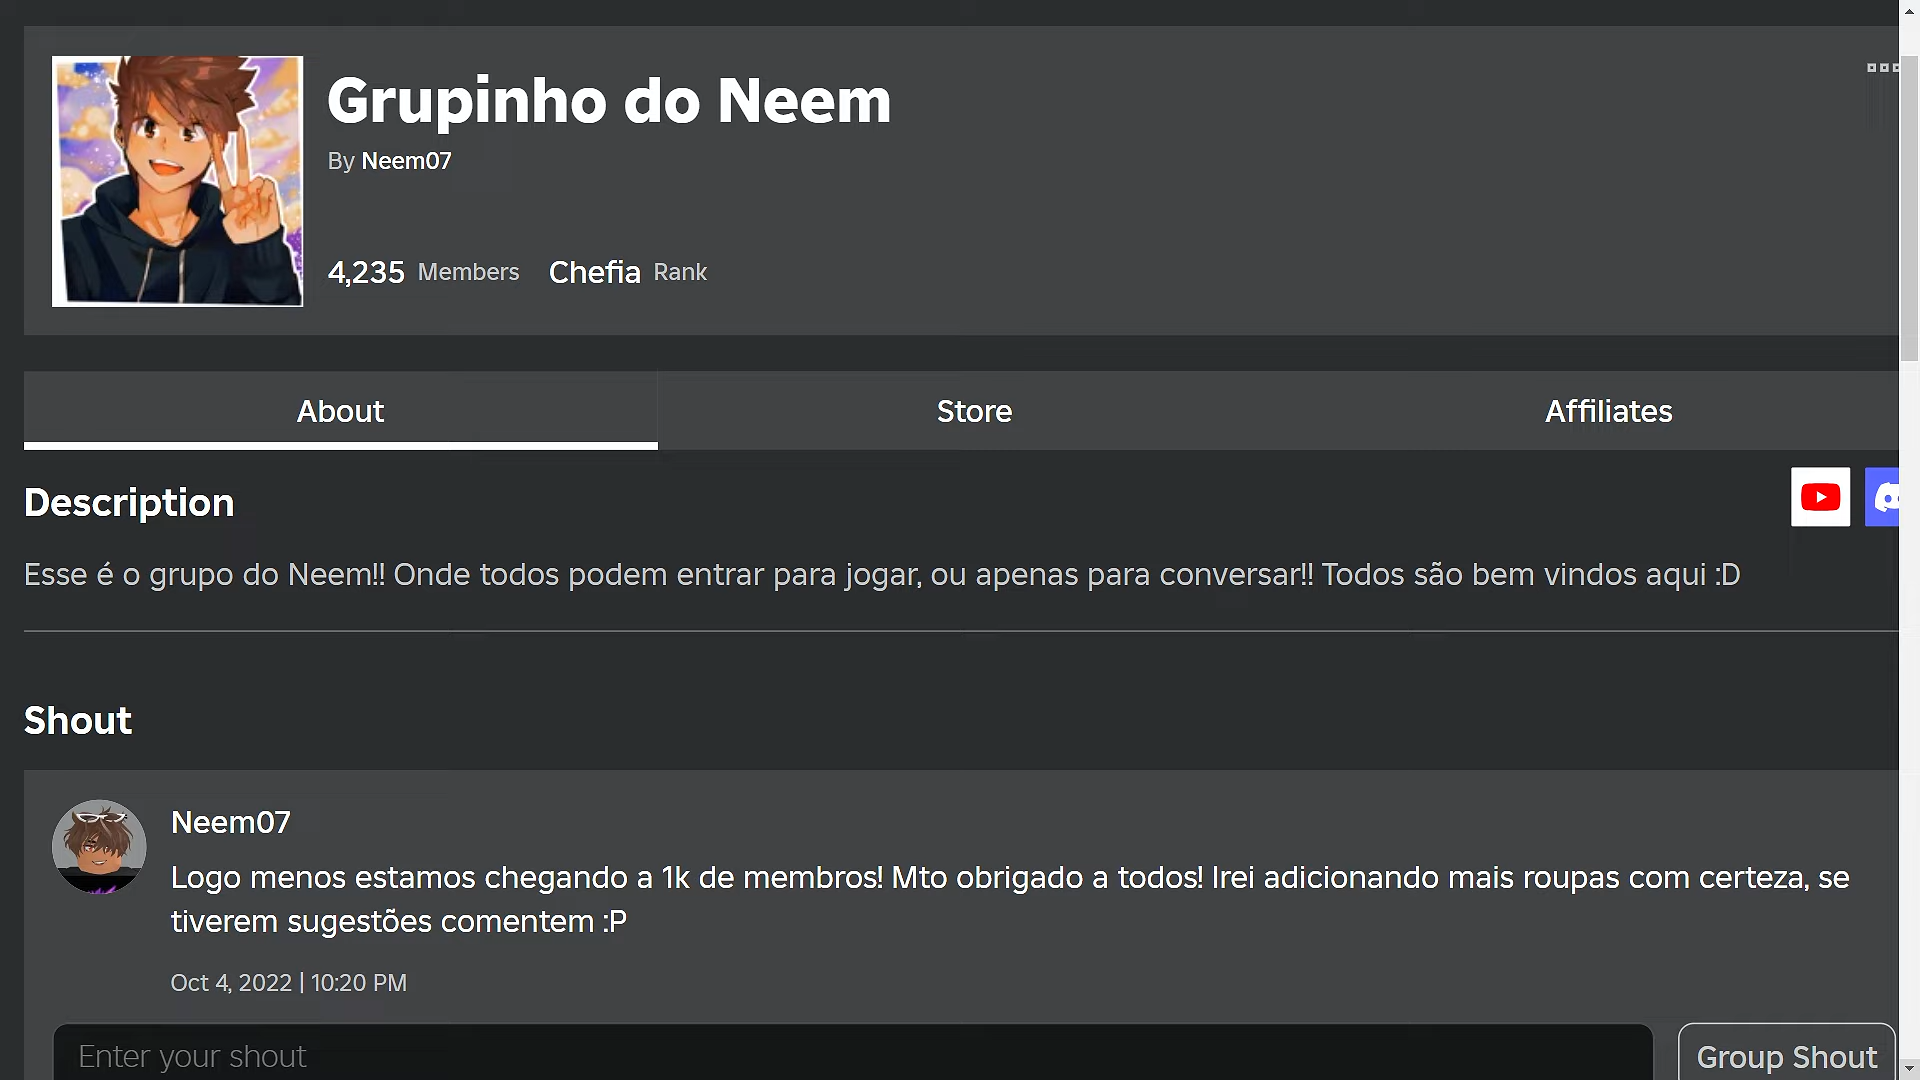 Grupinho do Neem
By Neem07
4,235 Members Chefia Rank
About Store Affiliates
Description
Esse é o grupo do Neem!! Onde todos podem entrar para jogar, ou apenas para conversar!! Todos são bem vindos aqui :D
Shout
Neem07
Logo menos estamos chegando a 1k de membros! Mto obrigado a todos! Irei adicionando mais roupas com certeza, se
tiverem sugestões comentem :P
Oct 4, 2022 | 10:20 PM
Enter your shout
Group Shout